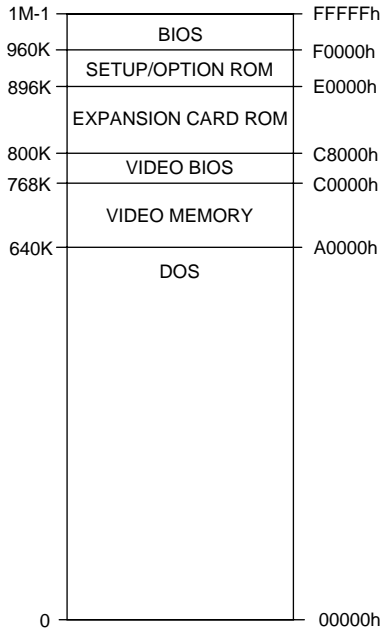 1M-1 FFFFFh
BIOS
960K F0000h
SETUP/OPTION ROM
896K E0000h
EXPANSION CARD ROM
800K C8000h
VIDEO BIOS
768K C0000h
VIDEO MEMORY
640K A0000h
DOS
0 00000h